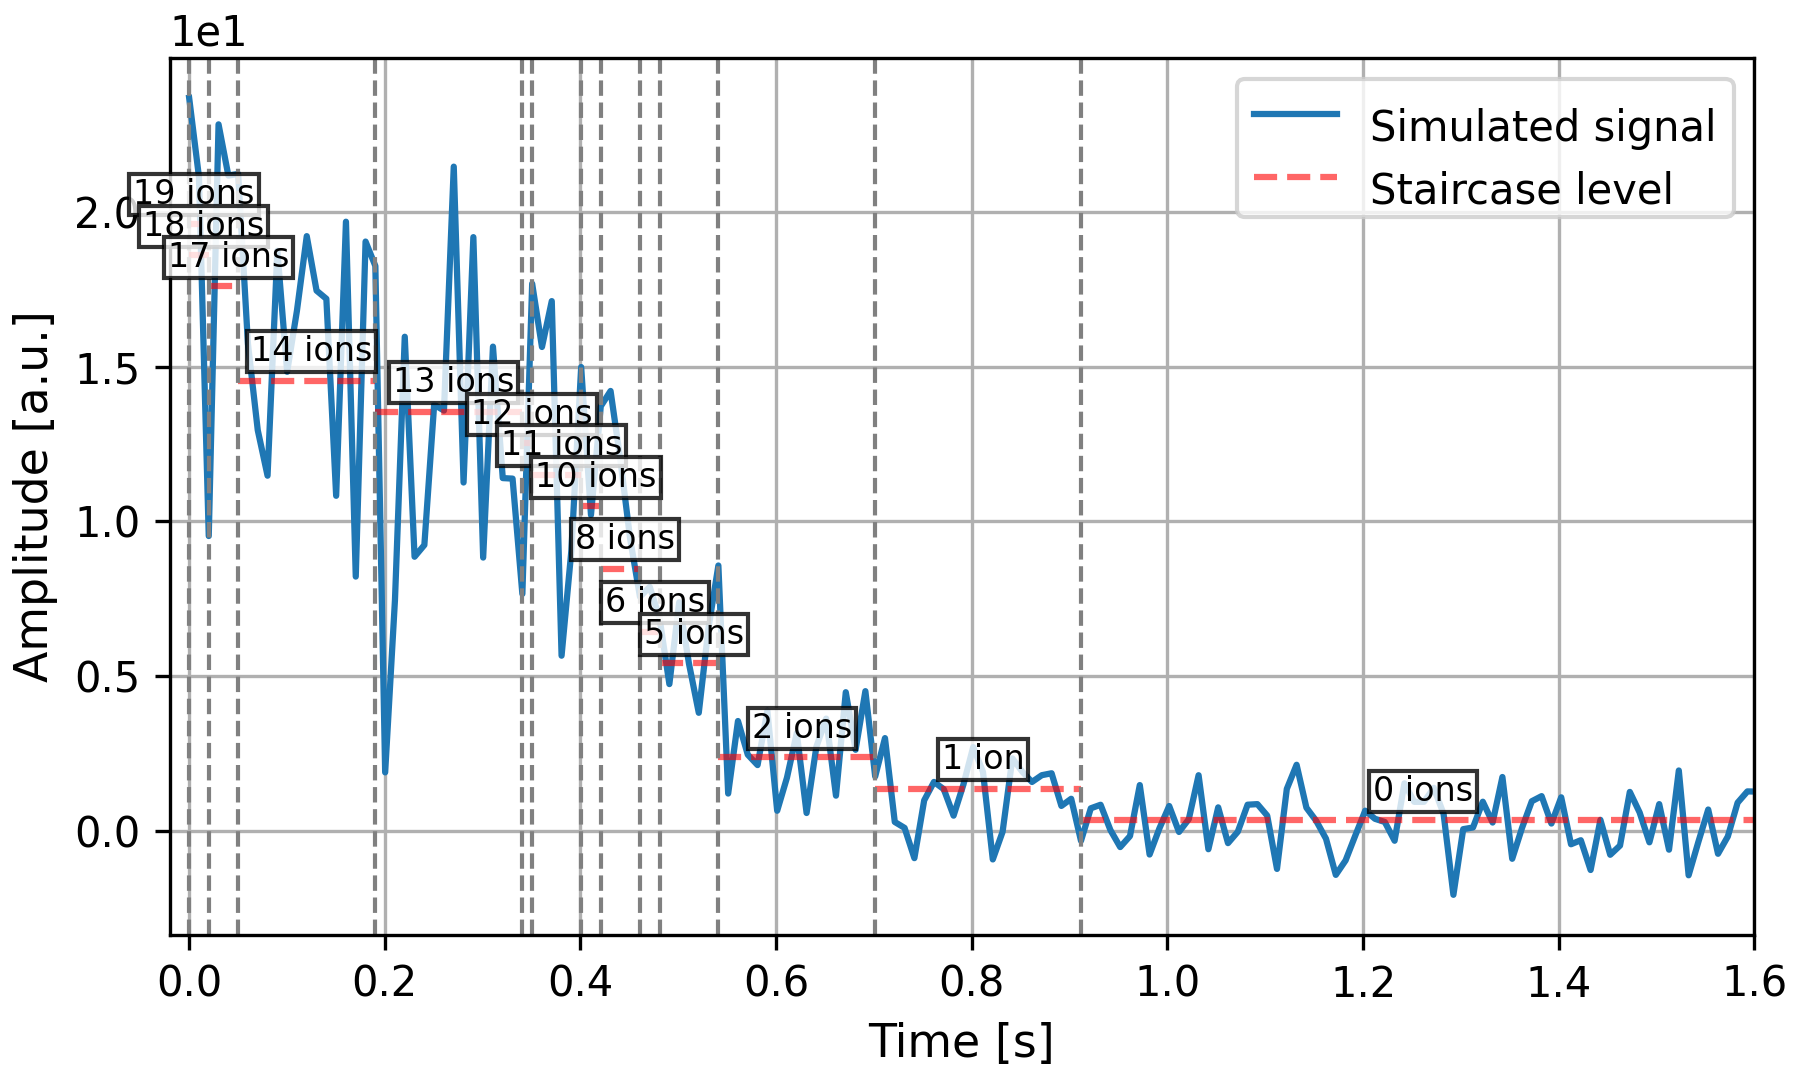 1e1
Simulated signal
Staircase level
19 ions
18 ions
17 ions
14 ions
13 ions
12 ions
11 ions
10 ions
8 ions
6 ions
5 ions
2 ions
1 ion
0 ions
2.0
1.5
1.0
0.5
0.0
Amplitude [a.u.]
0.0 0.2 0.4 0.6 0.8 1.0 1.2 1.4 1.6
Time [s]